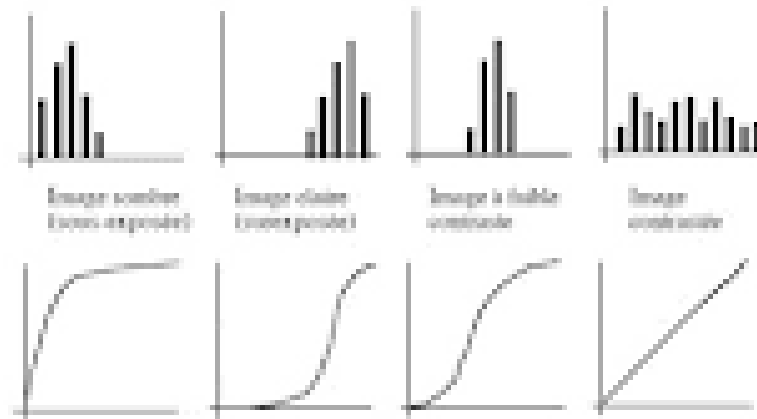 Image sombre
(sous-exposée)
Image claire
(surexposée)
Image à faible
contraste
Image
contrastée